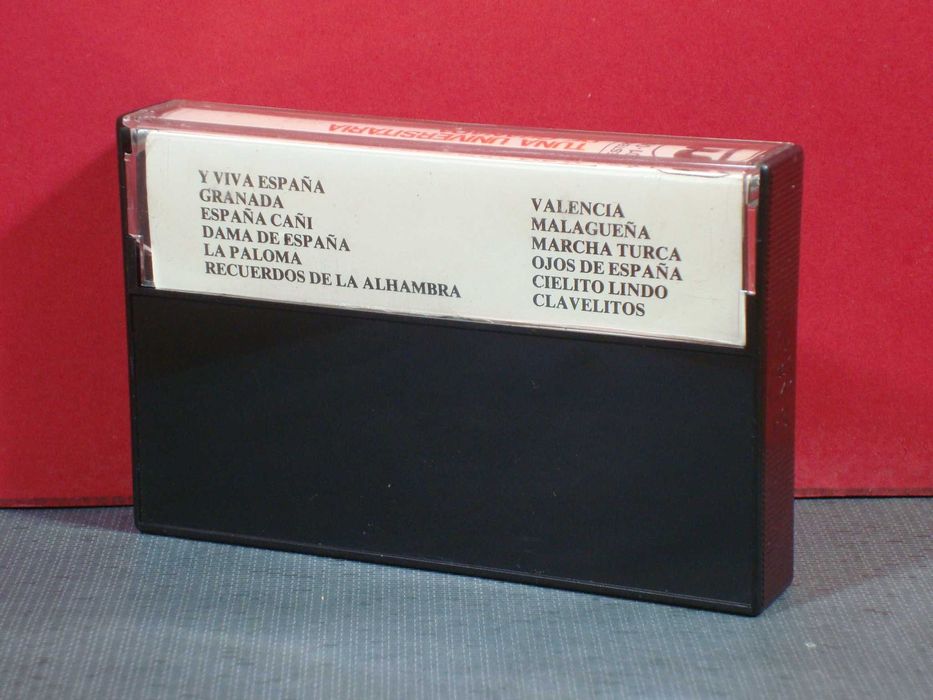 TUNA UNIVERSITARIA
Y VIVA ESPAÑA
GRANADA
ESPAÑA CAÑI
DAMA DE ESPAÑA
LA PALOMA
RECUERDOS DE LA ALHAMBRA
VALENCIA
MALAGUEÑA
MARCHA TURCA
OJOS DE ESPAÑA
CIELITO LINDO
CLAVELITOS